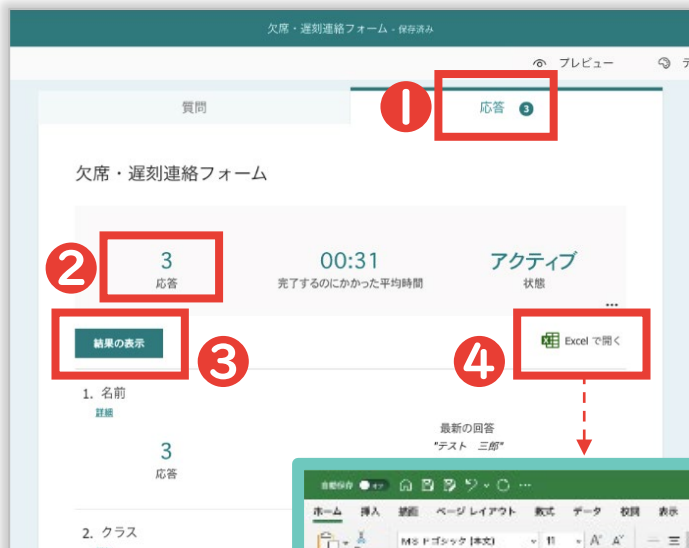 欠席・遅刻連絡フォーム - 保存済み
プレビュー
質問
1
応答 3
欠席・遅刻連絡フォーム
2
3
応答
00:31
完了するのにかかった平均時間
アクティブ
状態
...
結果の表示
3
4
Excel で開く
1. 名前
詳細
3
応答
最新の回答
"テスト 三郎"
自動保存 オフ
ホーム 挿入 描画 ページ レイアウト 数式 データ 校閲 表示
2. クラス
MS Pゴシック (本文) 11